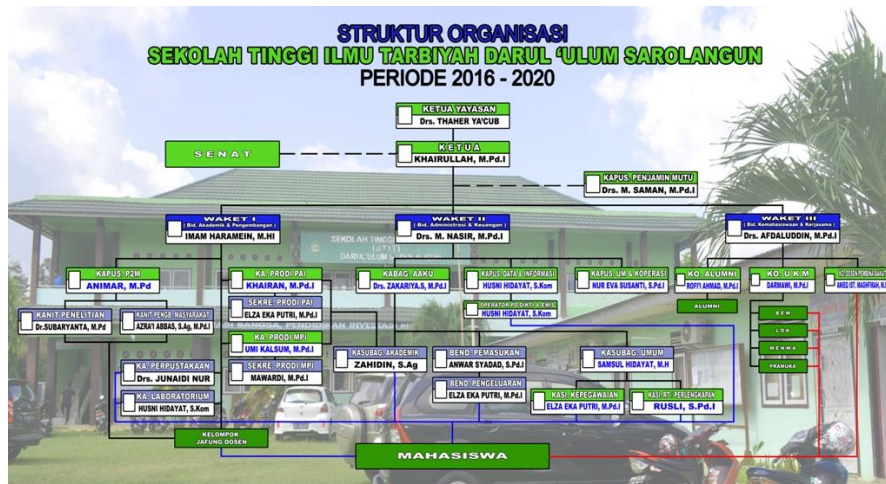 STRUKTUR ORGANISASI
SEKOLAH TINGGI ILMU TARBIYAH DARUL 'ULUM SAROLANGUN
PERIODE 2016 - 2020
KETUA YAYASAN
Drs. THAHER YA'CUB
SENAT
KETUA
KHAIRULLAH, M.Pd.I
KAPUS. PENJAMIN MUTU
Drs. M. SAMAN, M.Pd.I
WAKET I
( Bid. Akademik & Pengembangan )
IMAM HARAMEIN, M.HI
WAKET II
( Bid. Administrasi & Keuangan )
Drs. M. NASIR, M.Pd.I
WAKET III
( Bid. Kemahasiswaan & Kerjasama )
Drs. AFDALUDDIN, M.Pd.I
SEKOLAH TINGGI
KAPUS. P2M
ANIMAR, M.Pd
KA. PRODI PAI
KHAIRAN, M.Pd.I
KABAG. AAKU
Drs. ZAKARIYA.S, M.Pd.I
KAPUS. DATA & INFORMASI
HUSNI HIDAYAT, S.Kom
KAPUS. UM & KOPERASI
NUR EVA SUSANTI, S.Pd.I
KO. ALUMNI
ROFFI AHMAD, M.Pd.I
KO. U K M
DARMAWI, M.Pd.I
KO. DOSEN PEMBINA
ALUMNI
KANIT. PENELITIAN
Dr.SUBARYANTA, M.Pd
KANIT. PENGB. MASYARAKAT
AZRA'I ABBAS, S.Ag, M.Pd.I
SEKRE. PRODI PAI
ELZA EKA PUTRI, M.Pd.I
OPERATOR PD.DIKTI & EMIS
HUSNI HIDAYAT, S.Kom
BEM
LDK
MENWA
PRAMUKA
KA. PRODI MPI
UMI KALSUM, M.Pd.I
SEKRE. PRODI MPI
MAWARDI, M.Pd.I
KASUBAG. AKADEMIK
ZAHIDIN, S.Ag
BEND. PEMASUKAN
ANWAR SYADAD, S.Pd.I
KASUBAG. UMUM
SAMSUL HIDAYAT, M.H
KA. PERPUSTAKAAN
Drs. JUNAIDI NUR
BEND. PENGELUARAN
ELZA EKA PUTRI, M.Pd.I
KA. LABORATORIUM
HUSNI HIDAYAT, S.Kom
KASI. KEPEGAWAIAN
ELZA EKA PUTRI, M.Pd.I
KASI. RT. PERLENGKAPAN
RUSLI, S.Pd.I
KELOMPOK
JAFUNG DOSEN
MAHASISWA